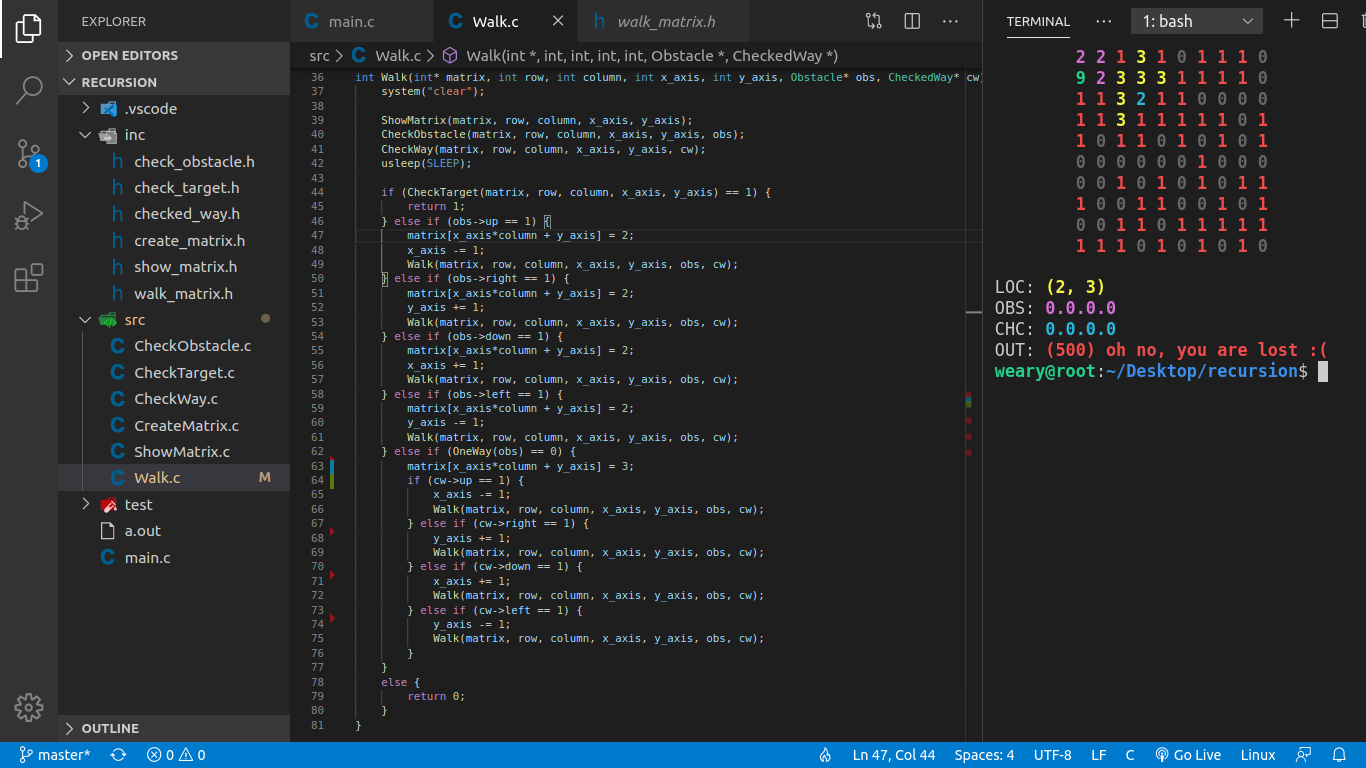 EXPLORER
OPEN EDITORS
RECURSION
.vscode
inc
check_obstacle.h
check_target.h
checked_way.h
create_matrix.h
show_matrix.h
walk_matrix.h
src
CheckObstacle.c
CheckTarget.c
CheckWay.c
CreateMatrix.c
ShowMatrix.c
Walk.c M
test
a.out
main.c
OUTLINE
1
main.c Walk.c walk_matrix.h
src > Walk.c > Walk(int *, int, int, int, int, Obstacle *, CheckedWay *)
36 int Walk(int* matrix, int row, int column, int x_axis, int y_axis, Obstacle* obs, CheckedWay* cw)
37 system("clear");
38
39 ShowMatrix(matrix, row, column, x_axis, y_axis);
40 CheckObstacle(matrix, row, column, x_axis, y_axis, obs);
41 CheckWay(matrix, row, column, x_axis, y_axis, cw);
42 usleep(SLEEP);
43
44 if (CheckTarget(matrix, row, column, x_axis, y_axis) == 1) {
45 return 1;
46 } else if (obs->up == 1) {
47 matrix[x_axis*column + y_axis] = 2;
48 x_axis -= 1;
49 Walk(matrix, row, column, x_axis, y_axis, obs, cw);
50 } else if (obs->right == 1) {
51 matrix[x_axis*column + y_axis] = 2;
52 y_axis += 1;
53 Walk(matrix, row, column, x_axis, y_axis, obs, cw);
54 } else if (obs->down == 1) {
55 matrix[x_axis*column + y_axis] = 2;
56 x_axis += 1;
57 Walk(matrix, row, column, x_axis, y_axis, obs, cw);
58 } else if (obs->left == 1) {
59 matrix[x_axis*column + y_axis] = 2;
60 y_axis -= 1;
61 Walk(matrix, row, column, x_axis, y_axis, obs, cw);
62 } else if (OneWay(obs) == 0) {
63 matrix[x_axis*column + y_axis] = 3;
64 if (cw->up == 1) {
65 x_axis -= 1;
66 Walk(matrix, row, column, x_axis, y_axis, obs, cw);
67 } else if (cw->right == 1) {
68 y_axis += 1;
69 Walk(matrix, row, column, x_axis, y_axis, obs, cw);
70 } else if (cw->down == 1) {
71 x_axis += 1;
72 Walk(matrix, row, column, x_axis, y_axis, obs, cw);
73 } else if (cw->left == 1) {
74 y_axis -= 1;
75 Walk(matrix, row, column, x_axis, y_axis, obs, cw);
76 }
77 }
78 else {
79 return 0;
80 }
81 }
TERMINAL ··· 1: bash
2 2 1 3 1 0 1 1 1 0
9 2 3 3 3 1 1 1 1 0
1 1 3 2 1 1 0 0 0 0
1 1 3 1 1 1 1 1 0 1
1 0 1 1 0 1 0 1 0 1
0 0 0 0 0 0 1 0 0 0
0 0 1 0 1 0 1 0 1 1
1 0 0 1 1 0 0 1 0 1
0 0 1 1 0 1 1 1 1 1
1 1 1 0 1 0 1 0 1 0
LOC: (2, 3)
OBS: 0.0.0.0
CHC: 0.0.0.0
OUT: (500) oh no, you are lost :(
weary@root:~/Desktop/recursion$
master* 0 0 Ln 47, Col 44 Spaces: 4 UTF-8 LF C Go Live Linux